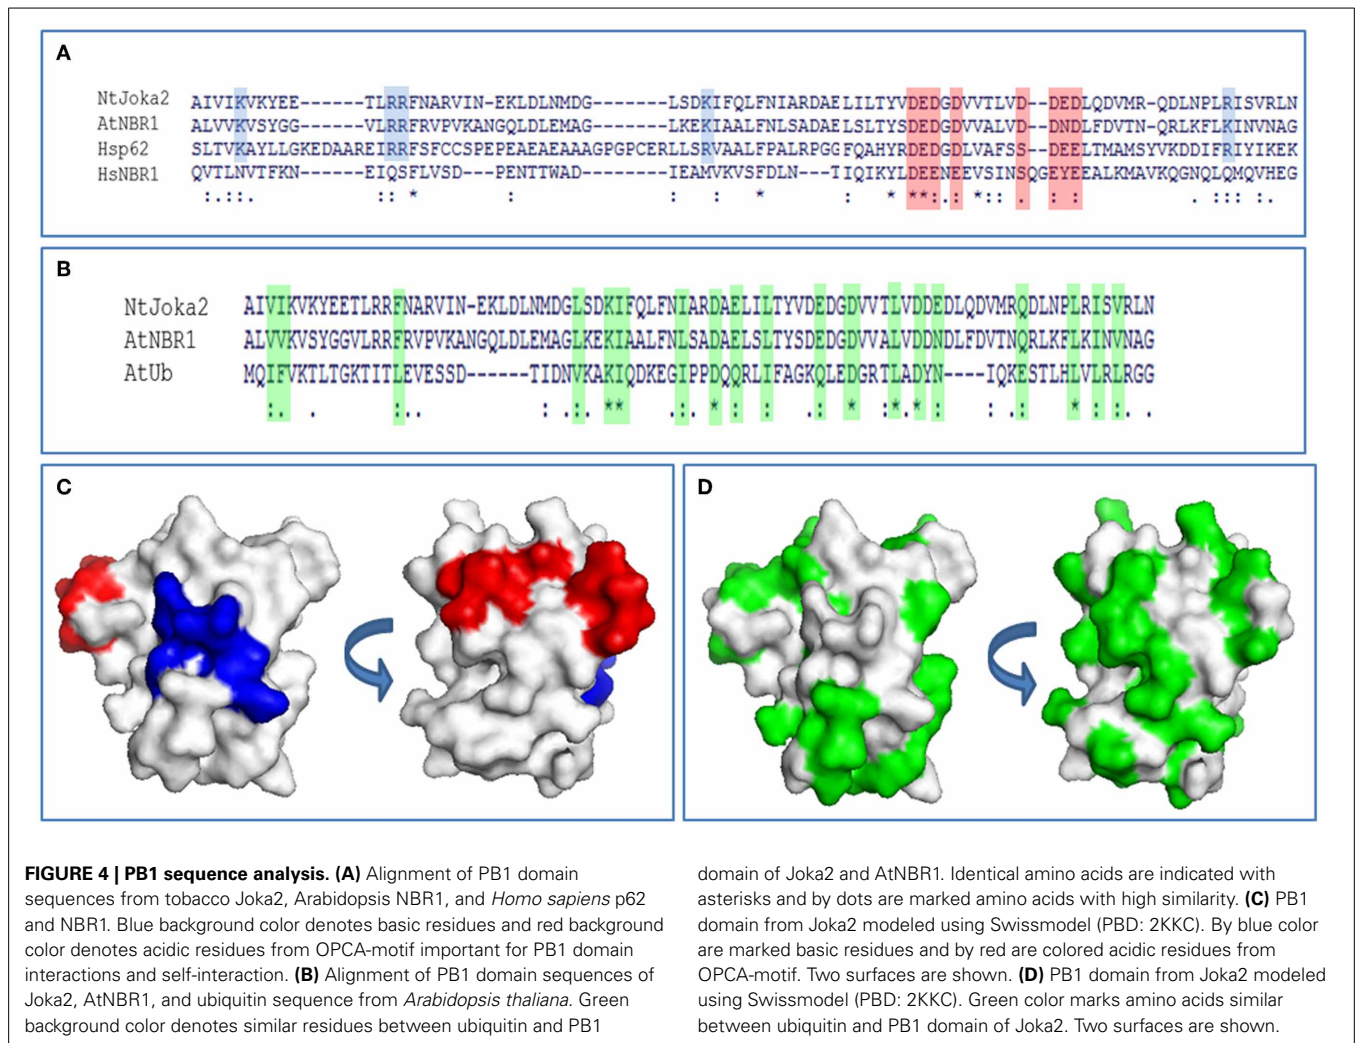 A
NtJoka2 AIVIKVKYEE------TLRRFNARVIN-EKLDLNMDG-------LSDKIFQLFNIARDAELILTYVDEDGDVVTLVD--DEDLQDVMR-QDLNPLRISVRLN
AtNBR1 ALVVKVSYGG------VLRRFRVPVKANGQLDLEMAG-------LKEKIAALFNLSADAELSLTYSDEDGDVVALVD--DNDLFDVTN-QRLKFLKINVNAG
Hsp62 SLTVKAYLLGKEDAAREIRRFSFCCSPEPEAEAEAAAGPGPCERLLSRVAALFPALRPGGFQAHYRDEDGDLVAFSS--DEELTMAMSYVKDDIFRIYIKEK
HsNBR1 QVTLNVTFKN------EIQSFLVSD--PENTTWAD--------IEAMVKVSFDLN---TIQIKYLDEENEEVSINSQGEYEEALKMAVKQGNQLQMQVHEG
:.:: : : * : : : * : * **:.: *:: . : : . ::: :.
B
NtJoka2 AIVIKVKYEETLRRFNARVIN-EKLDLNMDGLSDKIFQLFNIARDAELILTYVDEDGDVVTLVDDEDLQDVMRQDLNPLRISVRLN
AtNBR1 ALVVKVSYGGVLRRFRVPVKANGQLDLEMAGLKEKIAALFNLSADAELSLTYSDEDGDVVALVDDNDLFDVTNQRLKFLKINVNAG
AtUb MQIFVKTLTGKTITLEVESSD------TIDNVKAKIQDKEGIPPDQQRLIFAGKQLEDGRTLADYN----IQKESTLHLVLRLRGG
:. . :.. : .:. ** :. * : : : * *.* : : .: * : :. .
C
D
FIGURE 4 | PB1 sequence analysis. (A) Alignment of PB1 domain
sequences from tobacco Joka2, Arabidopsis NBR1, and Homo sapiens p62
and NBR1. Blue background color denotes basic residues and red background
color denotes acidic residues from OPCA-motif important for PB1 domain
interactions and self-interaction. (B) Alignment of PB1 domain sequences of
Joka2, AtNBR1, and ubiquitin sequence from Arabidopsis thaliana. Green
background color denotes similar residues between ubiquitin and PB1
domain of Joka2 and AtNBR1. Identical amino acids are indicated with
asterisks and by dots are marked amino acids with high similarity. (C) PB1
domain from Joka2 modeled using Swissmodel (PBD: 2KKC). By blue color
are marked basic residues and by red are colored acidic residues from
OPCA-motif. Two surfaces are shown. (D) PB1 domain from Joka2 modeled
using Swissmodel (PBD: 2KKC). Green color marks amino acids similar
between ubiquitin and PB1 domain of Joka2. Two surfaces are shown.